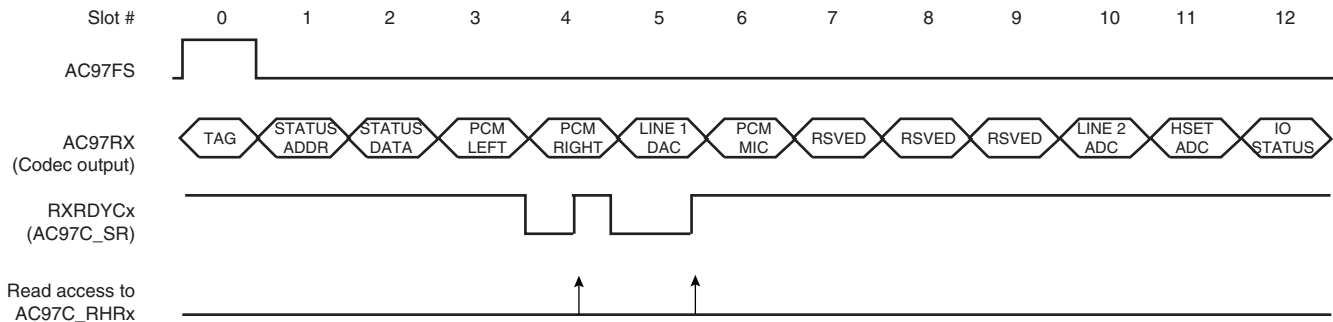 Slot # 0 1 2 3 4 5 6 7 8 9 10 11 12
AC97FS
AC97RX
(Codec output)
TAG
STATUS
ADDR
STATUS
DATA
PCM
LEFT
PCM
RIGHT
LINE 1
DAC
PCM
MIC
RSVED
RSVED
RSVED
LINE 2
ADC
HSET
ADC
IO
STATUS
RXRDYCx
(AC97C_SR)
Read access to
AC97C_RHRx